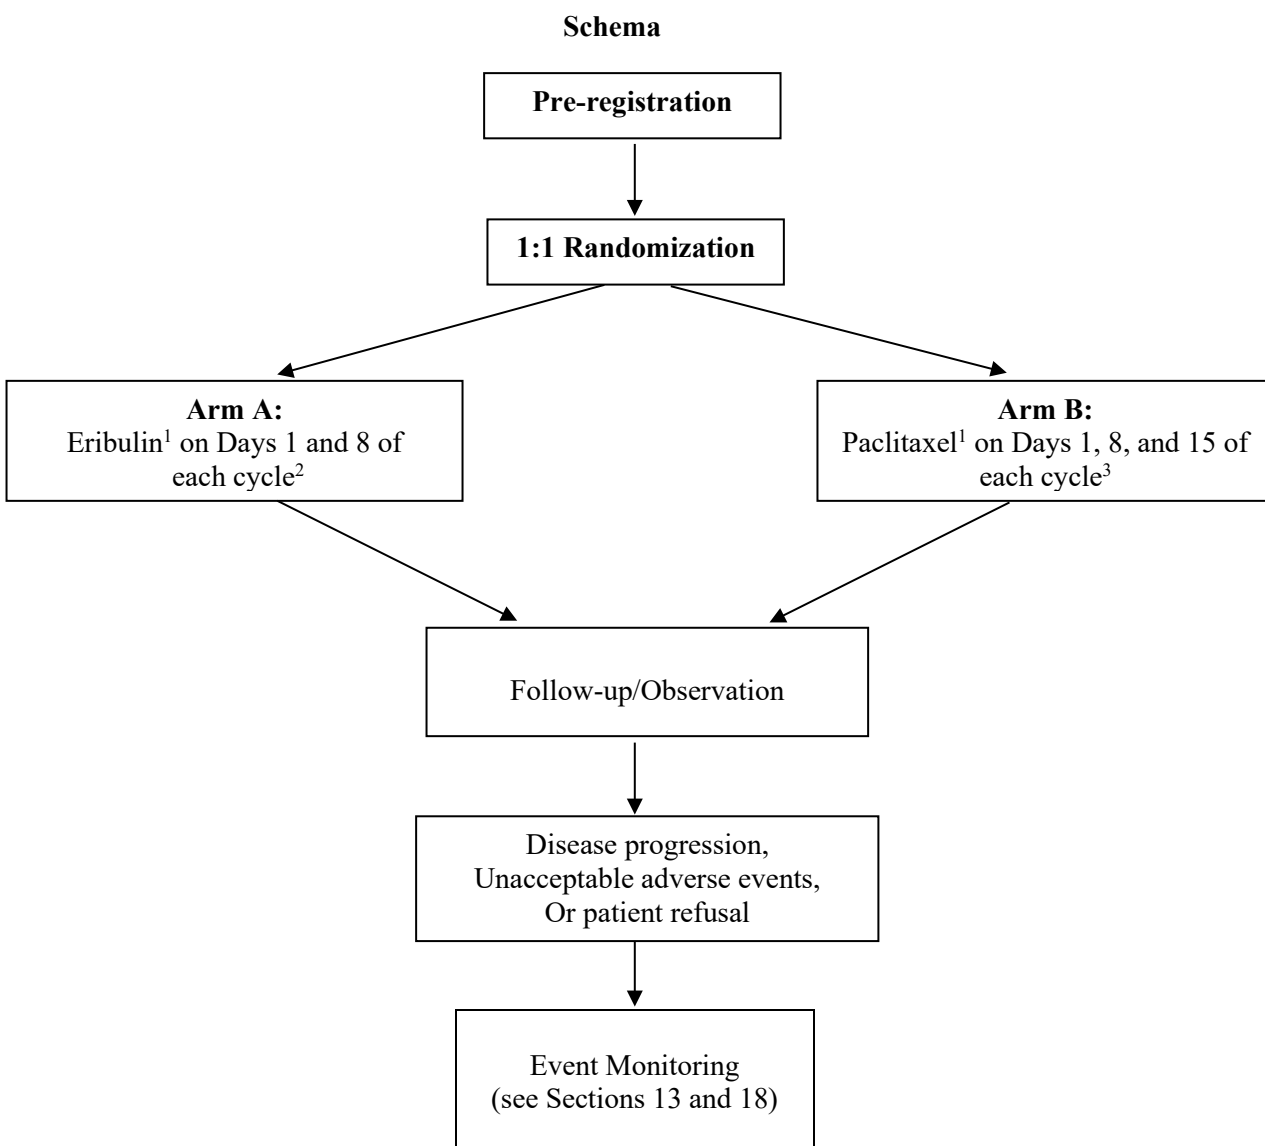 Schema
Pre-registration
1:1 Randomization
Arm A:
Eribulin¹ on Days 1 and 8 of
each cycle²
Arm B:
Paclitaxel¹ on Days 1, 8, and 15 of
each cycle³
Follow-up/Observation
Disease progression,
Unacceptable adverse events,
Or patient refusal
Event Monitoring
(see Sections 13 and 18)